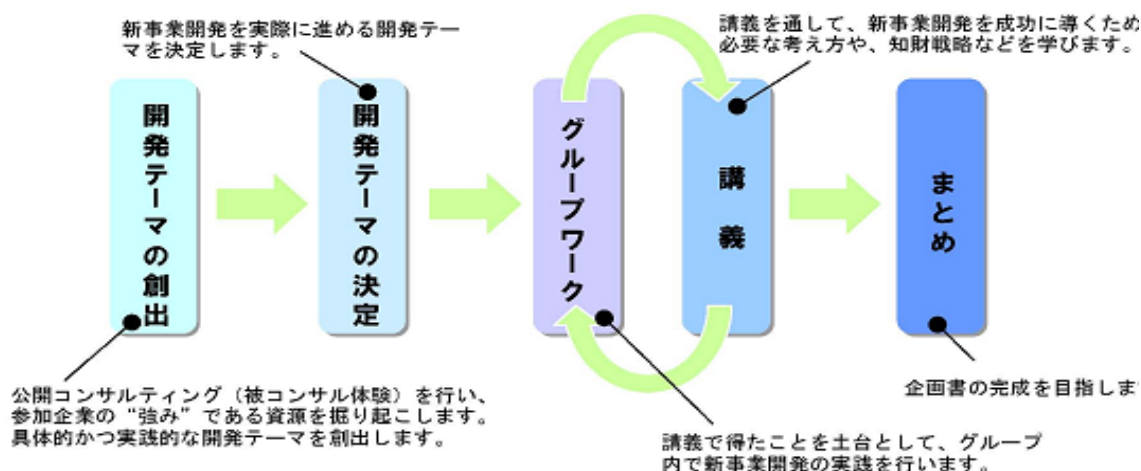 新事業開発を実際に進める開発テー
マを決定します。
講義を通して、新事業開発を成功に導くため
必要な考え方や、知財戦略などを学びます。
開発テーマの創出
開発テーマの決定
グループワーク
講義
まとめ
公開コンサルティング（被コンサル体験）を行い、
参加企業の“強み”である資源を掘り起こします。
具体的かつ実践的な開発テーマを創出します。
講義で得たことを土台として、グループ
内で新事業開発の実践を行います。
企画書の完成を目指しま